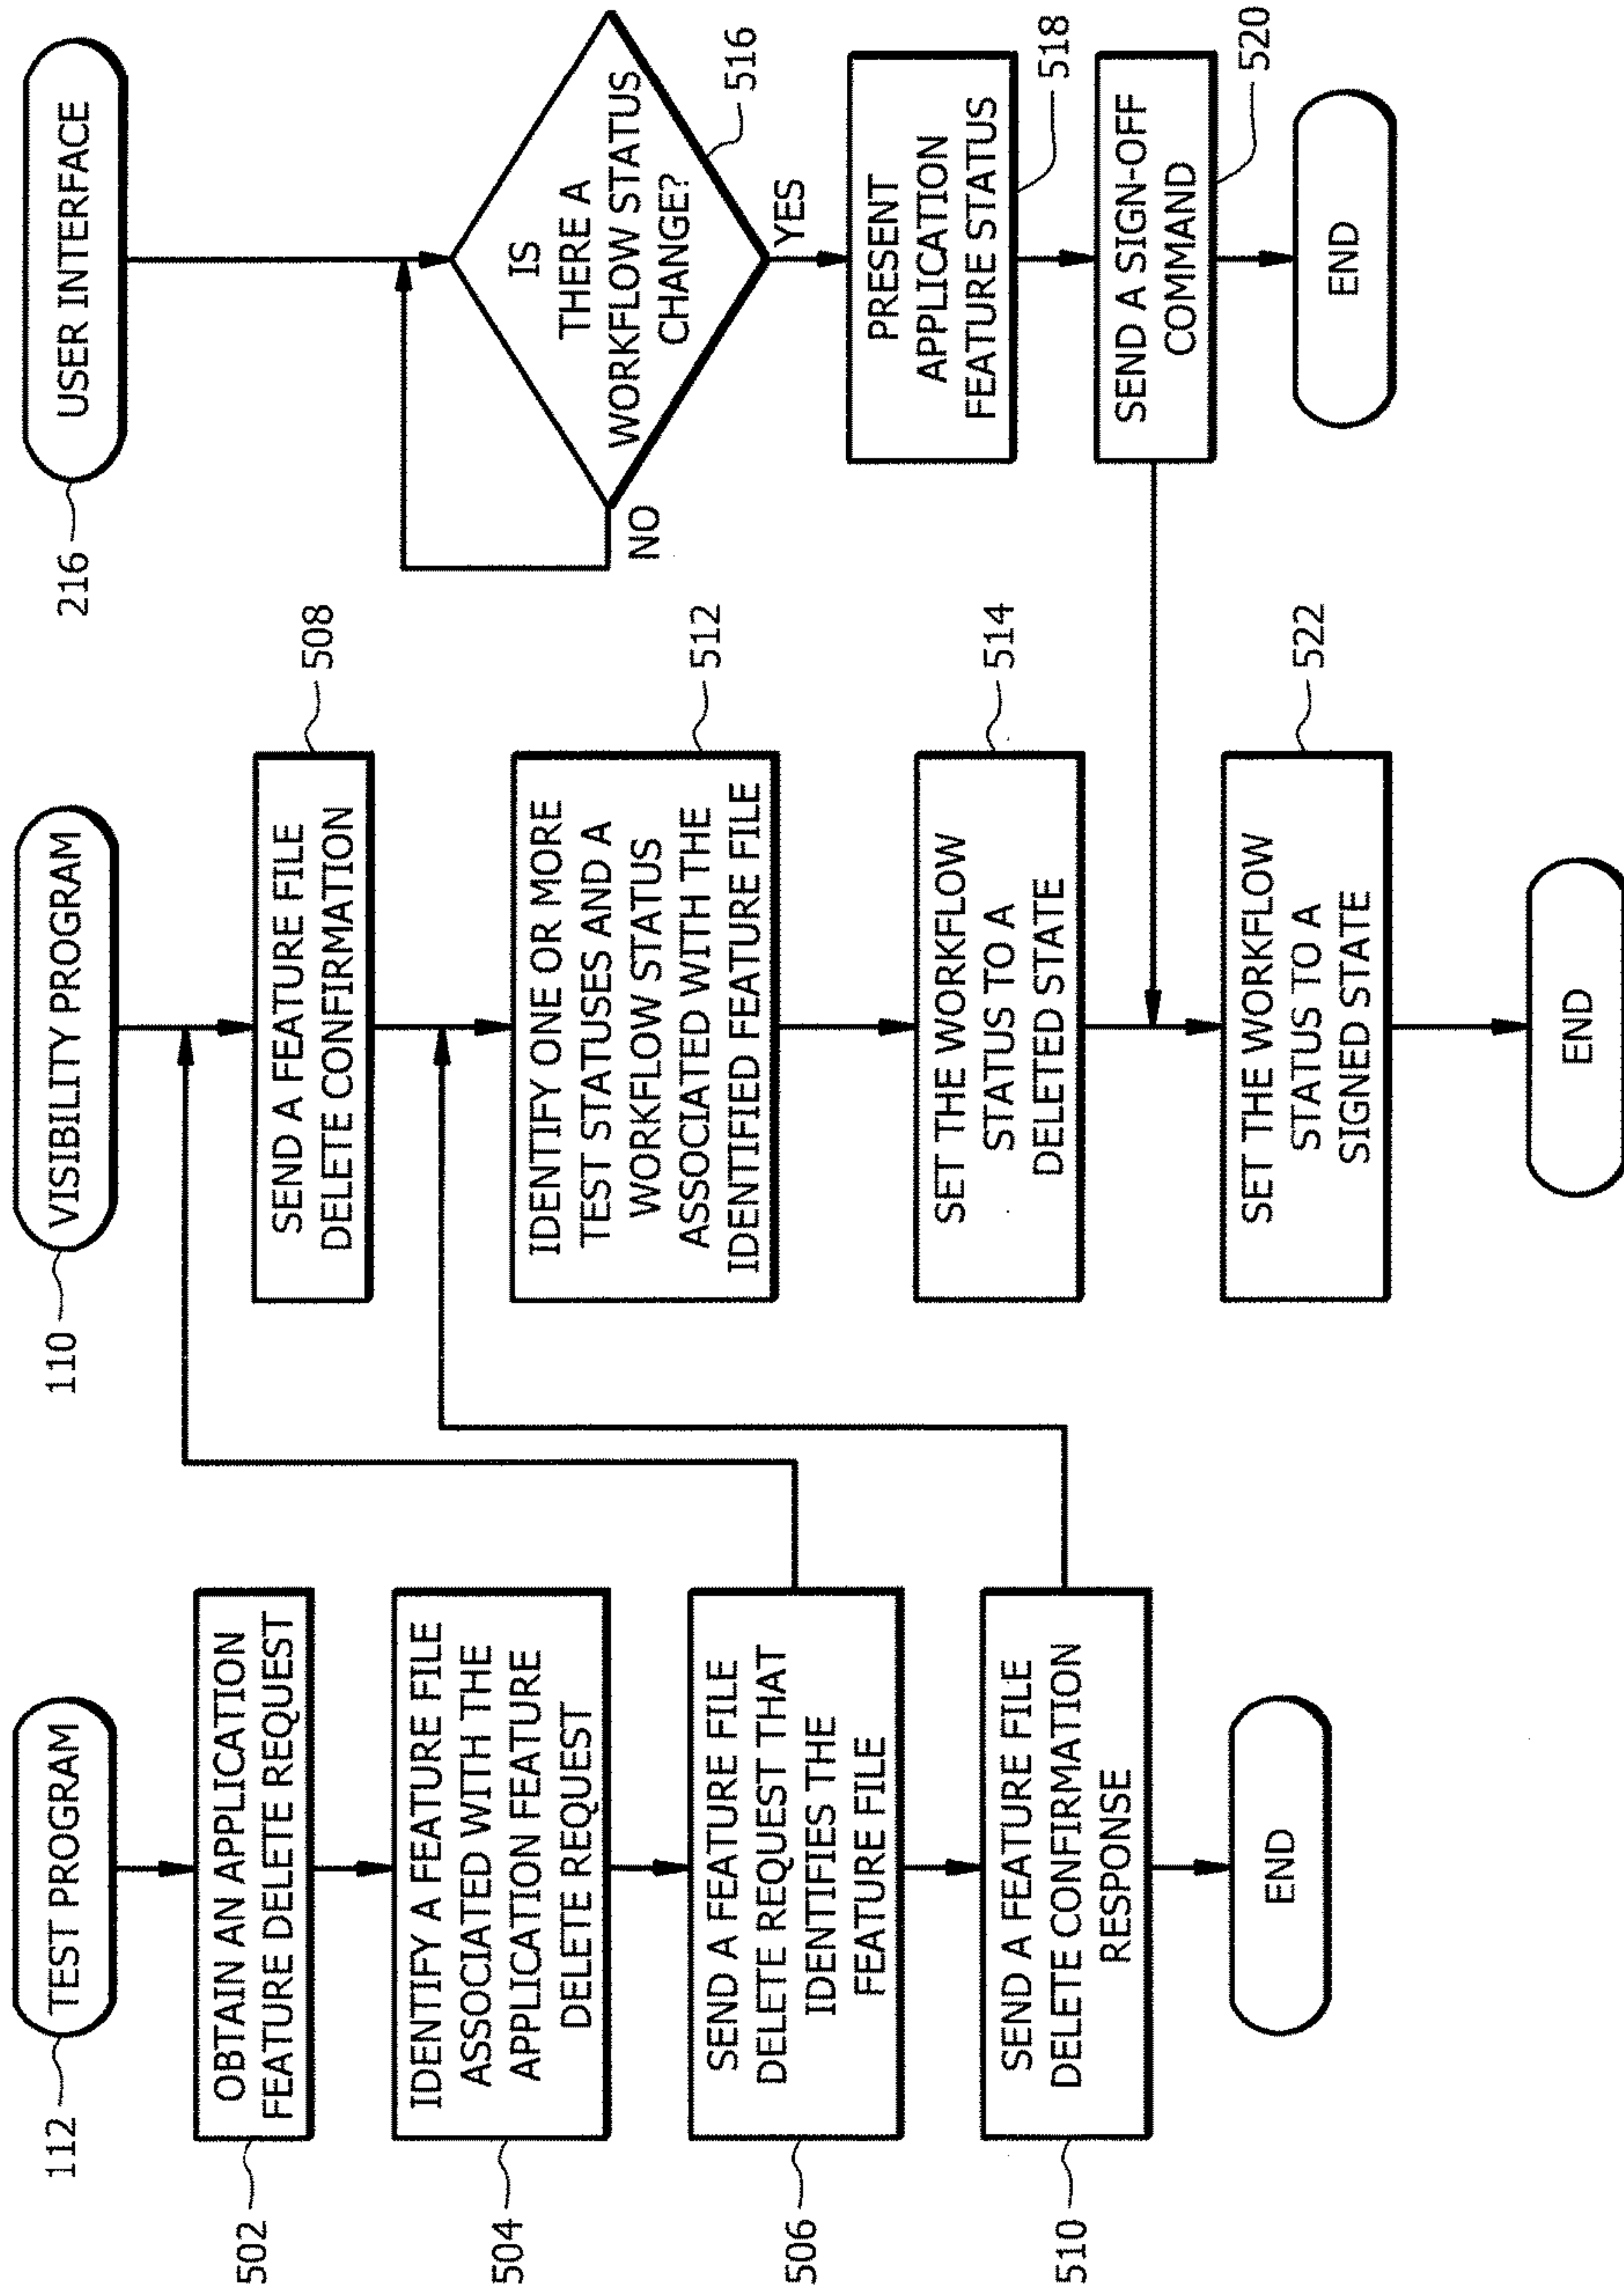 112
TEST PROGRAM
502
OBTAIN AN APPLICATION
FEATURE DELETE REQUEST
504
IDENTIFY A FEATURE FILE
ASSOCIATED WITH THE
APPLICATION FEATURE
DELETE REQUEST
506
SEND A FEATURE FILE
DELETE REQUEST THAT
IDENTIFIES THE
FEATURE FILE
510
SEND A FEATURE FILE
DELETE CONFIRMATION
RESPONSE
END
110
VISIBILITY PROGRAM
508
SEND A FEATURE FILE
DELETE CONFIRMATION
512
IDENTIFY ONE OR MORE
TEST STATUSES AND A
WORKFLOW STATUS
ASSOCIATED WITH THE
IDENTIFIED FEATURE FILE
514
SET THE WORKFLOW
STATUS TO A
DELETED STATE
522
SET THE WORKFLOW
STATUS TO A
SIGNED STATE
END
216
USER INTERFACE
IS
THERE A
WORKFLOW STATUS
CHANGE?
516
NO
YES
PRESENT
APPLICATION
FEATURE STATUS
518
SEND A SIGN-OFF
COMMAND
520
END